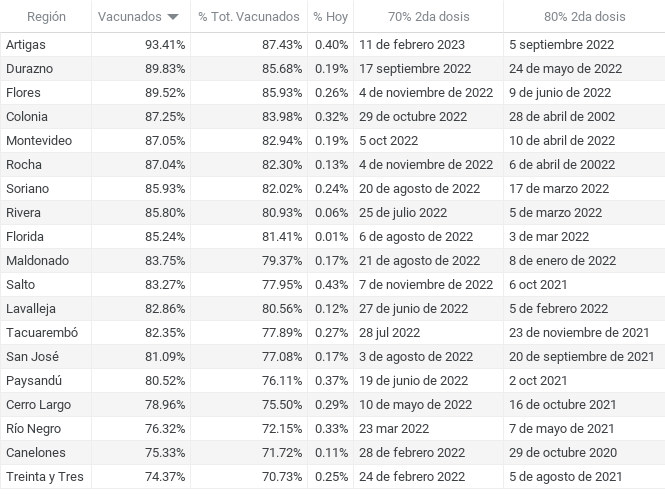 Región Vacunados % Tot. Vacunados % Hoy 70% 2da dosis 80% 2da dosis
Artigas 93.41% 87.43% 0.40% 11 de febrero 2023 5 septiembre 2022
Durazno 89.83% 85.68% 0.19% 17 septiembre 2022 24 de mayo de 2022
Flores 89.52% 85.93% 0.26% 4 de noviembre de 2022 9 de junio de 2022
Colonia 87.25% 83.98% 0.32% 29 de octubre de 2022 28 de abril de 2002
Montevideo 87.05% 82.94% 0.19% 5 oct 2022 10 de abril de 2022
Rocha 87.04% 82.30% 0.13% 4 de noviembre de 2022 6 de abril de 20022
Soriano 85.93% 82.02% 0.24% 20 de agosto de 2022 17 de marzo 2022
Rivera 85.80% 80.93% 0.06% 25 de julio 2022 5 de marzo 2022
Florida 85.24% 81.41% 0.01% 6 de agosto de 2022 3 de mar 2022
Maldonado 83.75% 79.37% 0.17% 21 de agosto de 2022 8 de enero de 2022
Salto 83.27% 77.95% 0.43% 7 de noviembre de 2022 6 oct 2021
Lavalleja 82.86% 80.56% 0.12% 27 de junio de 2022 5 de febrero 2022
Tacuarembó 82.35% 77.89% 0.27% 28 jul 2022 23 de noviembre de 2021
San José 81.09% 77.08% 0.17% 3 de agosto de 2022 20 de septiembre de 2021
Paysandú 80.52% 76.11% 0.37% 19 de junio de 2022 2 oct 2021
Cerro Largo 78.96% 75.50% 0.29% 10 de mayo de 2022 16 de octubre 2021
Río Negro 76.32% 72.15% 0.33% 23 mar 2022 7 de mayo de 2021
Canelones 75.33% 71.72% 0.11% 28 de febrero 2022 29 de octubre 2020
Treinta y Tres 74.37% 70.73% 0.25% 24 de febrero 2022 5 de agosto de 2021